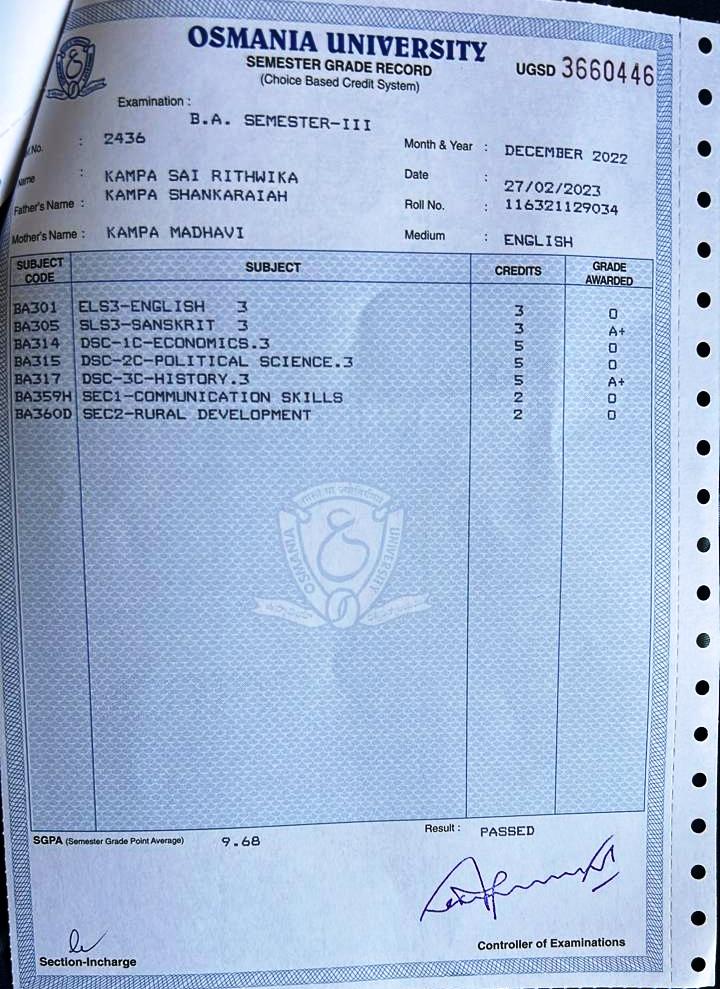 OSMANIA UNIVERSITY
SEMESTER GRADE RECORD
(Choice Based Credit System)
UGSD 3660446
Examination :
B.A. SEMESTER-III
No. : 2436
Month & Year : DECEMBER 2022
Name : KAMPA SAI RITHWIKA
Date : 27/02/2023
Father's Name : KAMPA SHANKARAIAH
Roll No. : 116321129034
Mother's Name : KAMPA MADHAVI
Medium : ENGLISH
SUBJECT CODE SUBJECT CREDITS GRADE AWARDED
BA301 ELS3-ENGLISH 3 3 O
BA305 SLS3-SANSKRIT 3 3 A+
BA314 DSC-1C-ECONOMICS.3 5 O
BA315 DSC-2C-POLITICAL SCIENCE.3 5 O
BA317 DSC-3C-HISTORY.3 5 A+
BA359H SEC1-COMMUNICATION SKILLS 2 O
BA360D SEC2-RURAL DEVELOPMENT 2 O
OSMANIA UNIVERSITY
SGPA (Semester Grade Point Average) 9.68
Result : PASSED
Section-Incharge
Controller of Examinations